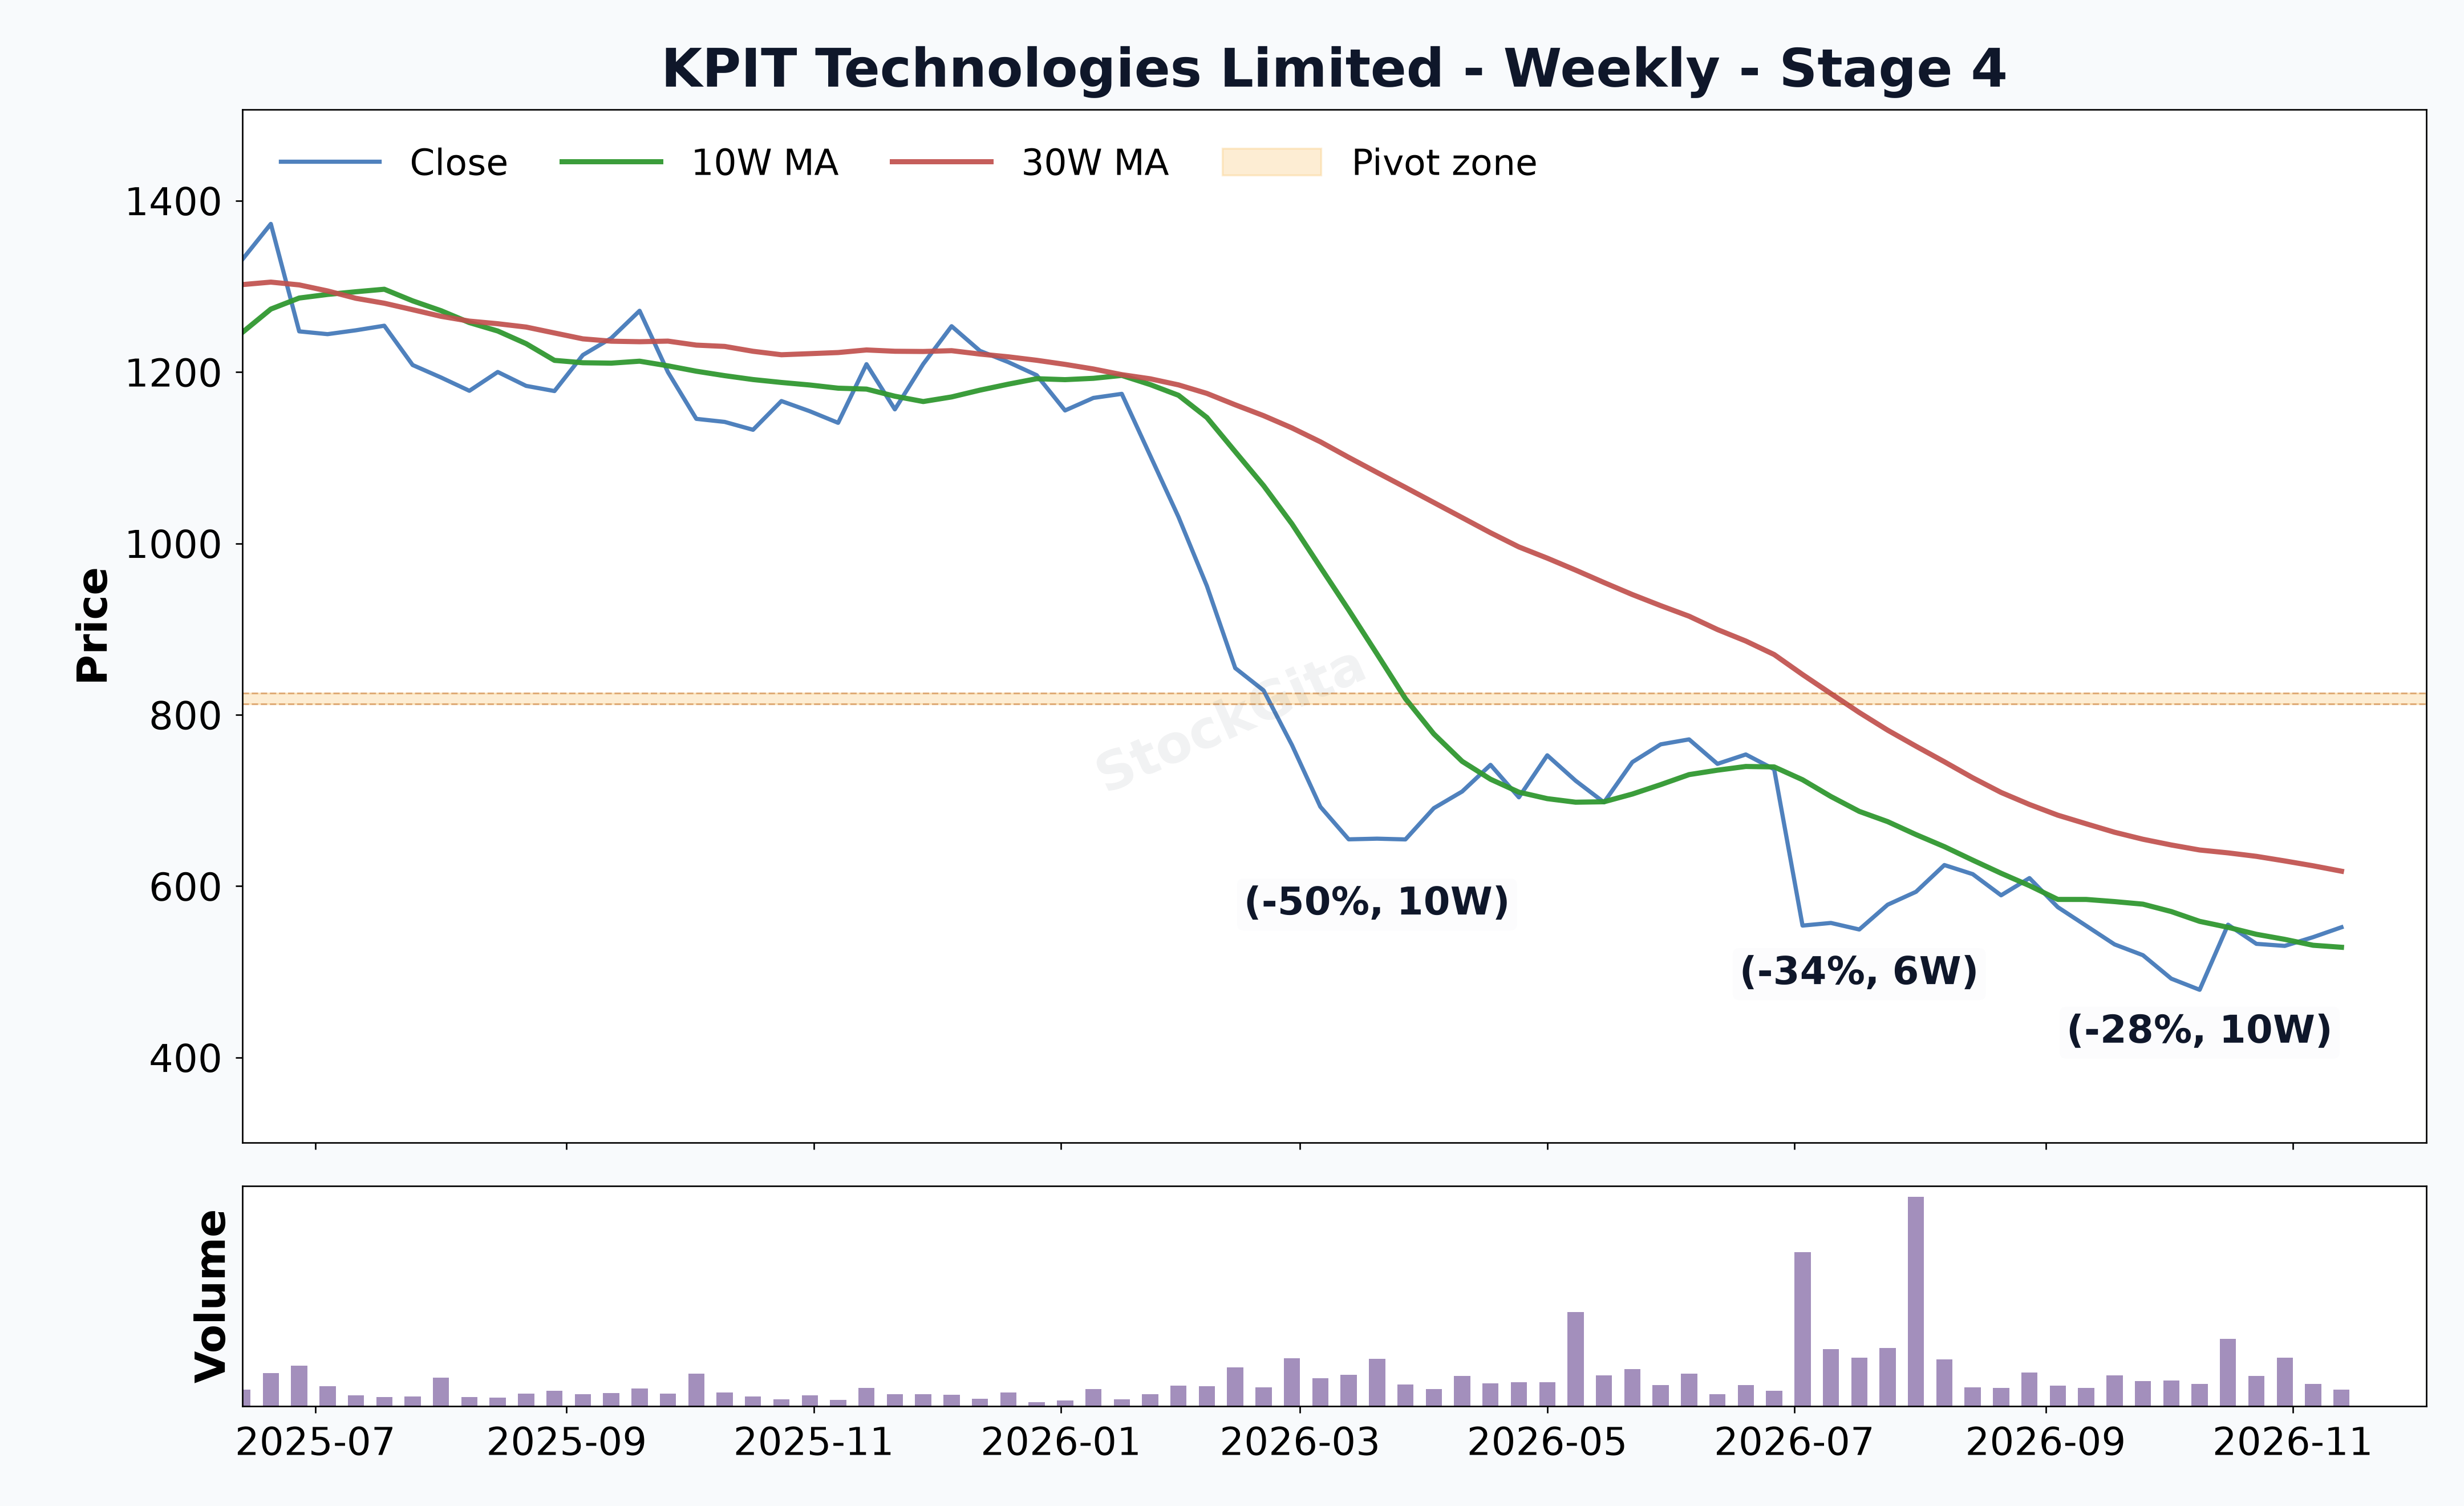 KPIT Technologies Limited - Weekly - Stage 4
Close 10W MA 30W MA Pivot zone
Price
1400
1200
1000
800
600
400
StockGita
(-50%, 10W)
(-34%, 6W)
(-28%, 10W)
Volume
2025-07 2025-09 2025-11 2026-01 2026-03 2026-05 2026-07 2026-09 2026-11